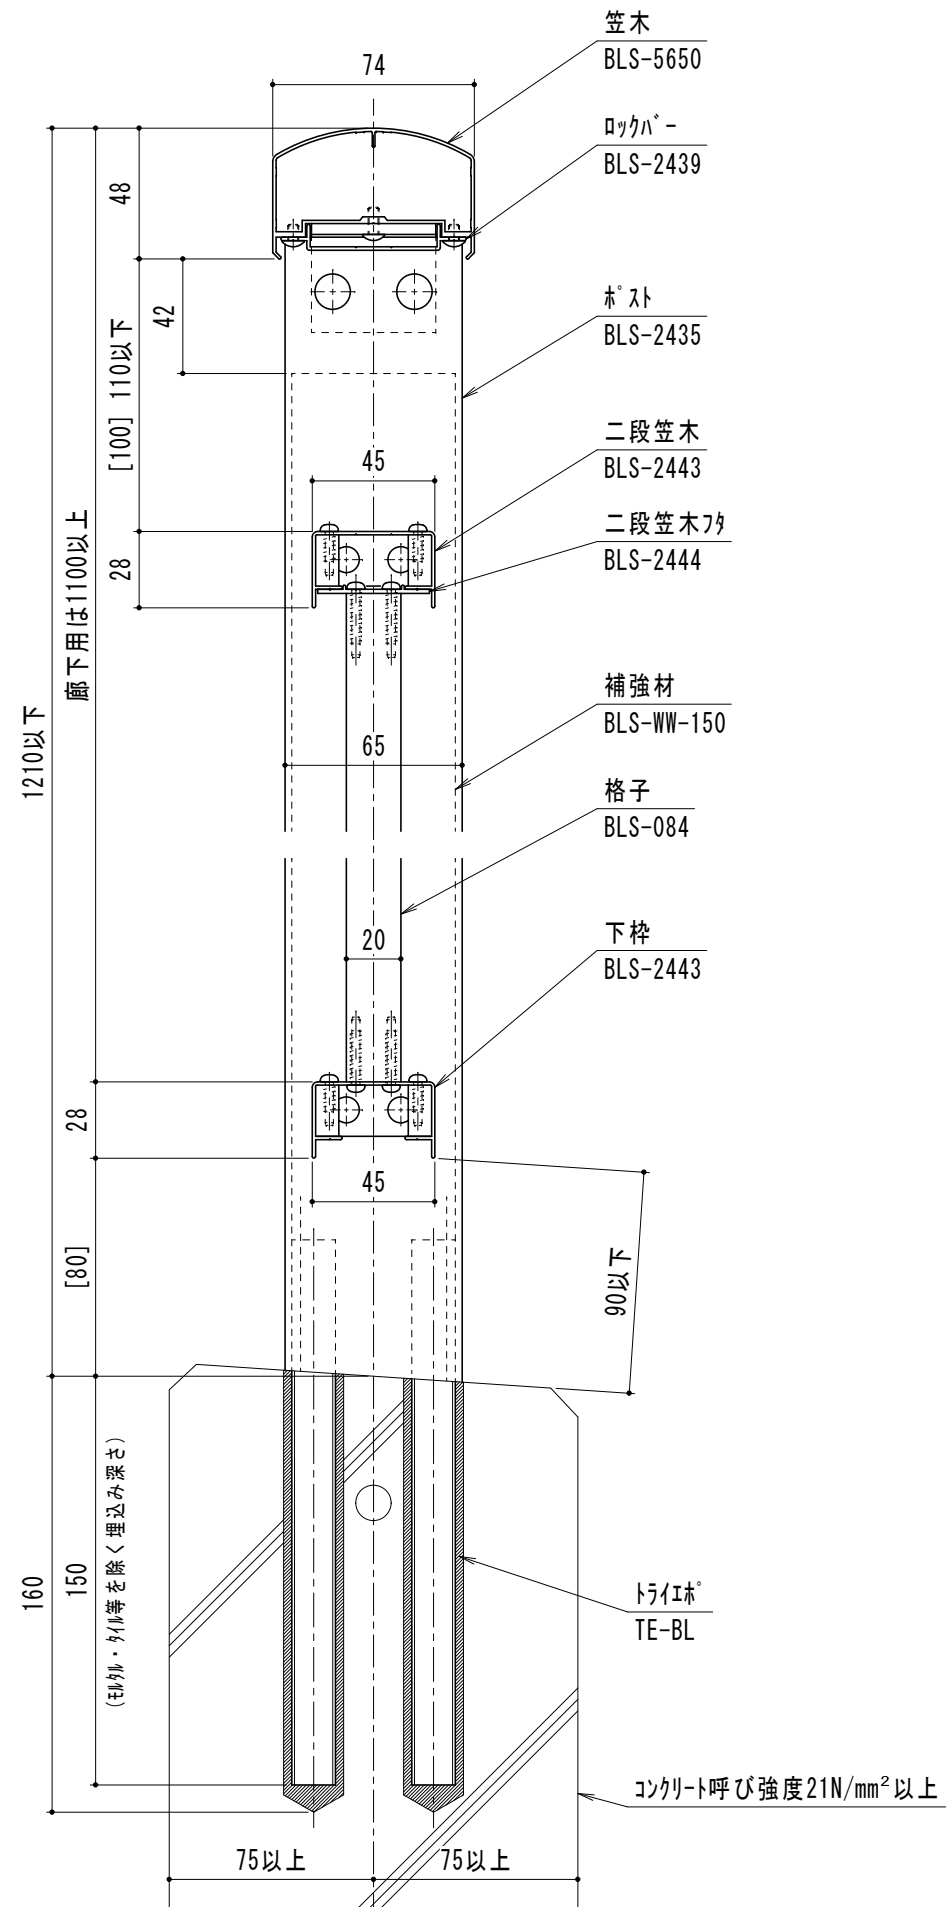 笠木
BLS-5650
74
ﾛｯｸﾊﾞｰ
BLS-2439
48
ﾎﾟｽﾄ
BLS-2435
42
[100] 110以下
二段笠木
BLS-2443
45
二段笠木ﾌﾀ
BLS-2444
28
廊下用は1100以上
補強材
BLS-WW-150
1210以下
65
格子
BLS-084
下枠
BLS-2443
20
28
45
[80]
90以下
(ﾓﾙﾀﾙ・ﾀｲﾙ等を除く埋込み深さ)
150
160
ﾄﾗｲｴﾎﾟ
TE-BL
ｺﾝｸﾘｰﾄ呼び強度21N/mm²以上
75以上
75以上